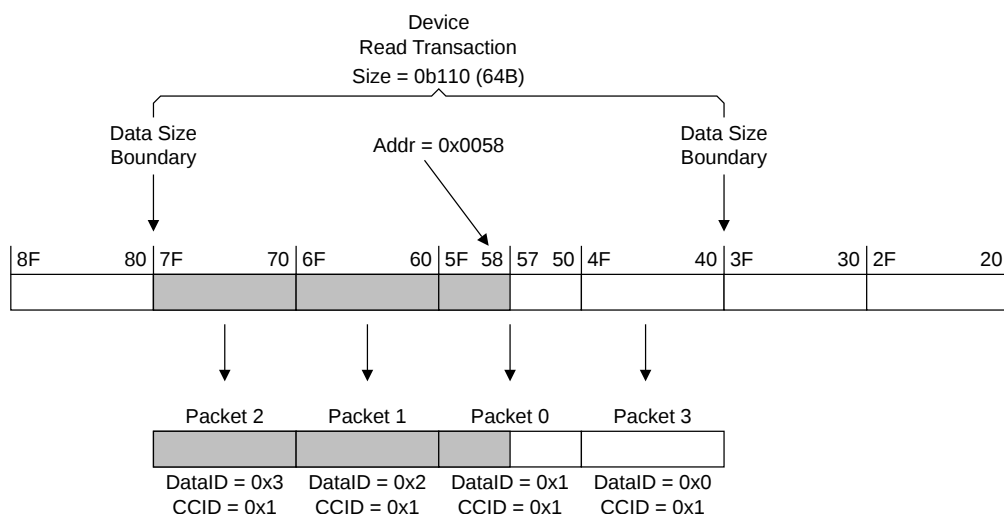 Device
Read Transaction
Size = 0b110 (64B)
Data Size
Boundary
Addr = 0x0058
Data Size
Boundary
8F 80 7F 70 6F 60 5F 58 57 50 4F 40 3F 30 2F 20
Packet 2 Packet 1 Packet 0 Packet 3
DataID = 0x3 DataID = 0x2 DataID = 0x1 DataID = 0x0
CCID = 0x1 CCID = 0x1 CCID = 0x1 CCID = 0x1